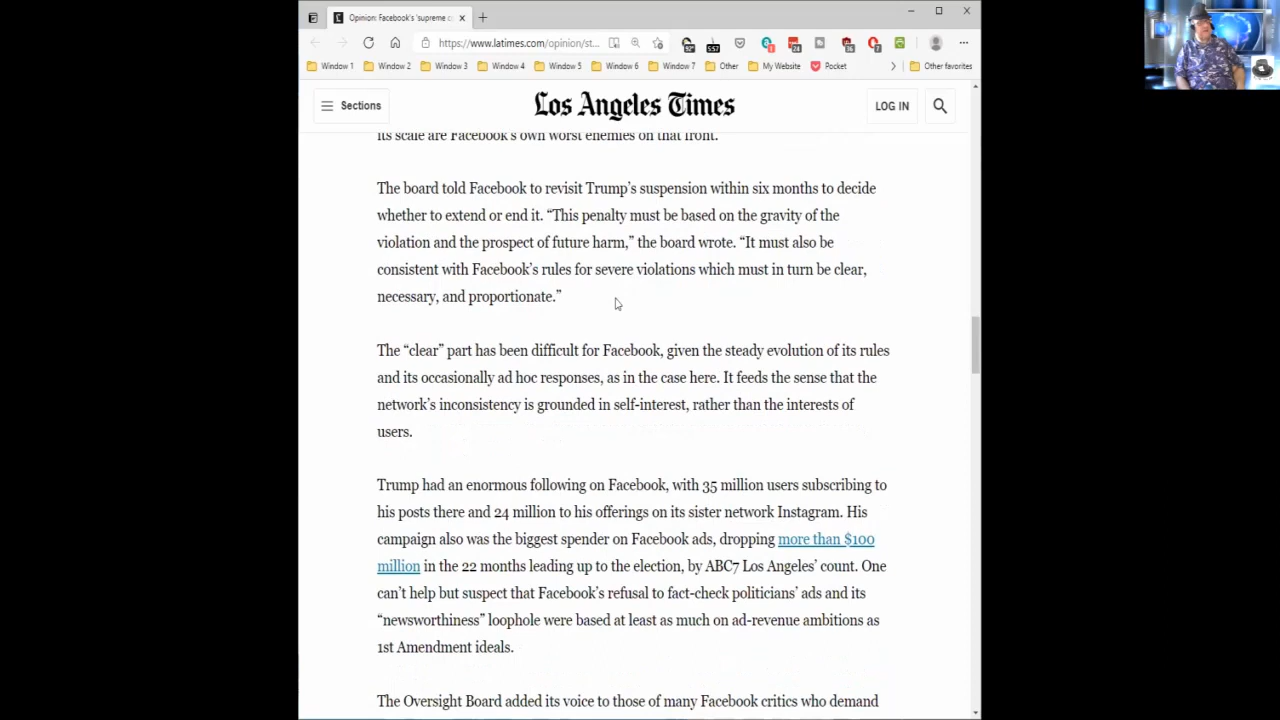 Opinion: Facebook's 'supreme
https://www.latimes.com/opinion/st...
92°
5:57
1
24
36
7
Window 1
Window 2
Window 3
Window 4
Window 5
Window 6
Window 7
Other
My Website
Pocket
Other favorites
Sections
Los Angeles Times
LOG IN
its scale are Facebook's own worst enemies on that front.
The board told Facebook to revisit Trump's suspension within six months to decide
whether to extend or end it. “This penalty must be based on the gravity of the
violation and the prospect of future harm,” the board wrote. “It must also be
consistent with Facebook's rules for severe violations which must in turn be clear,
necessary, and proportionate.”
The “clear” part has been difficult for Facebook, given the steady evolution of its rules
and its occasionally ad hoc responses, as in the case here. It feeds the sense that the
network's inconsistency is grounded in self-interest, rather than the interests of
users.
Trump had an enormous following on Facebook, with 35 million users subscribing to
his posts there and 24 million to his offerings on its sister network Instagram. His
campaign also was the biggest spender on Facebook ads, dropping more than $100
million in the 22 months leading up to the election, by ABC7 Los Angeles' count. One
can't help but suspect that Facebook's refusal to fact-check politicians' ads and its
“newsworthiness” loophole were based at least as much on ad-revenue ambitions as
1st Amendment ideals.
The Oversight Board added its voice to those of many Facebook critics who demand